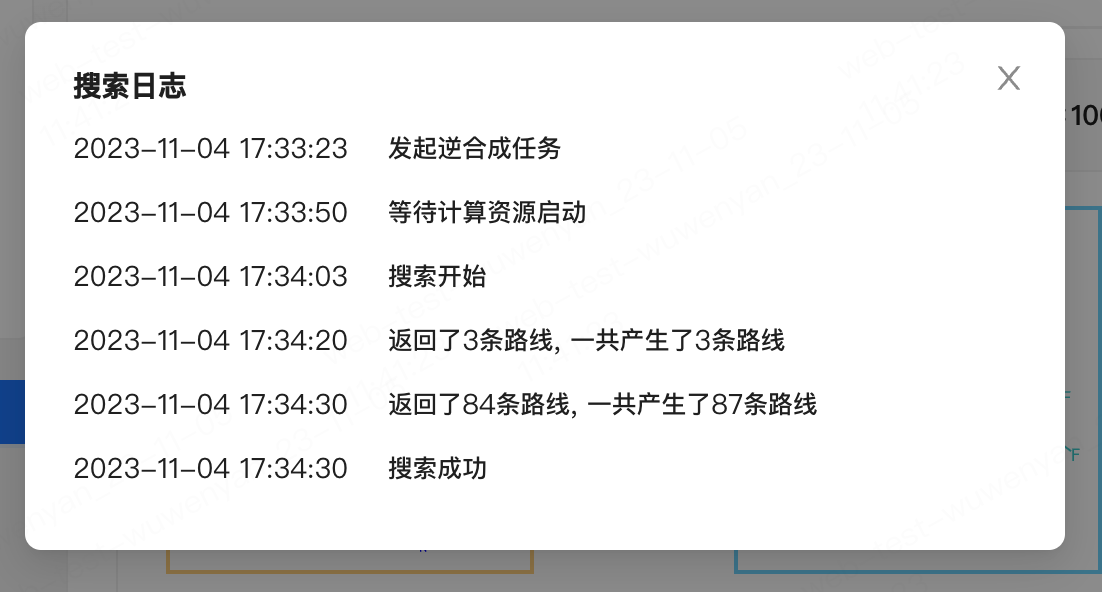 搜索日志
2023-11-04 17:33:23 发起逆合成任务
2023-11-04 17:33:50 等待计算资源启动
2023-11-04 17:34:03 搜索开始
2023-11-04 17:34:20 返回了3条路线, 一共产生了3条路线
2023-11-04 17:34:30 返回了84条路线, 一共产生了87条路线
2023-11-04 17:34:30 搜索成功